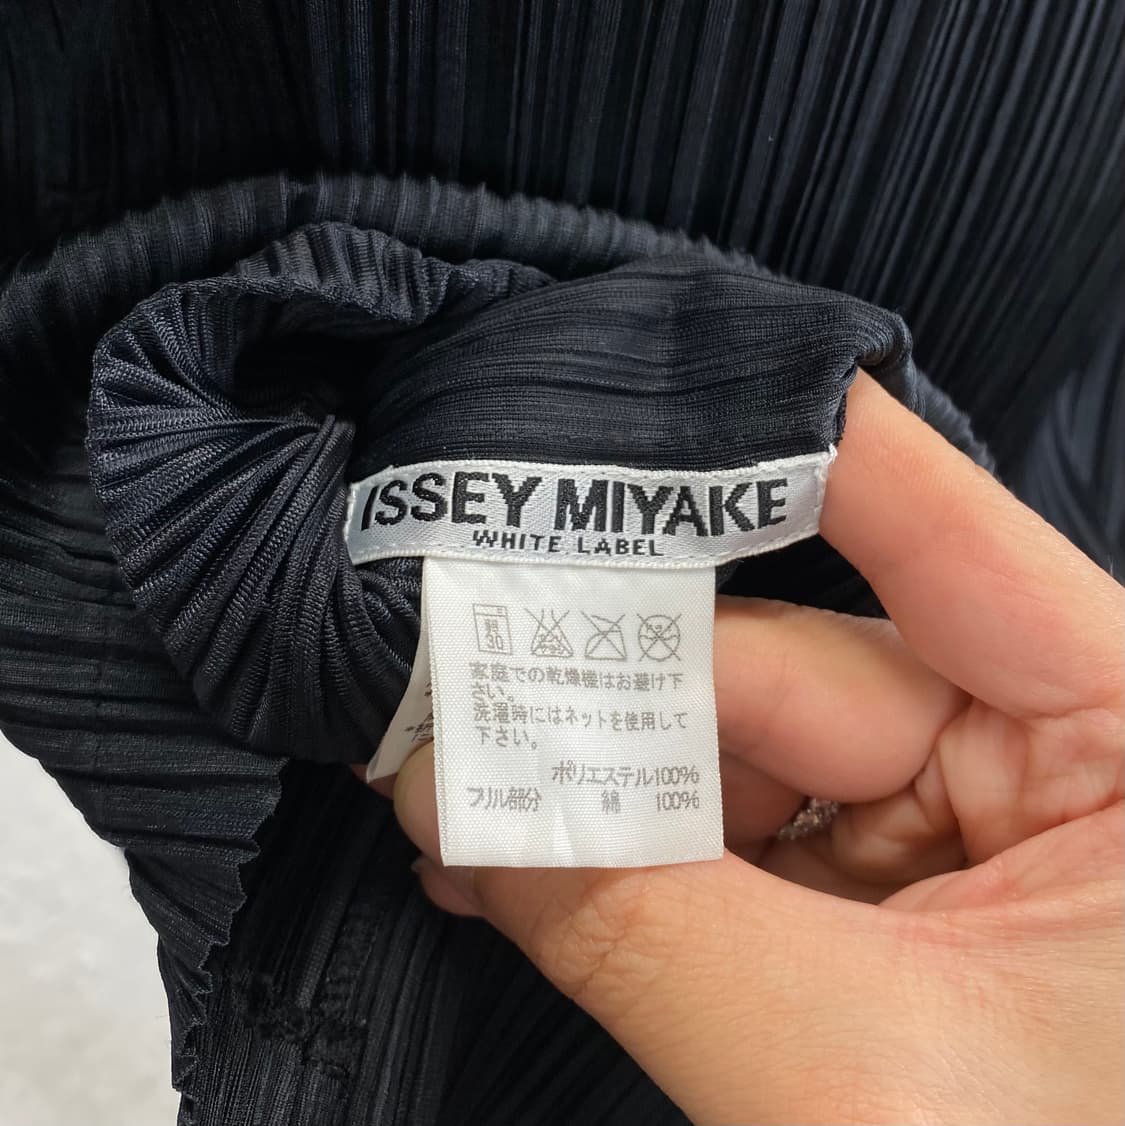 ISSEY MIYAKE
WHITE LABEL
弱
30
家庭での乾燥機はお避け下
さい。
洗濯時にはネットを使用して
下さい。
ポリエステル100%
フリル部分 綿 100%